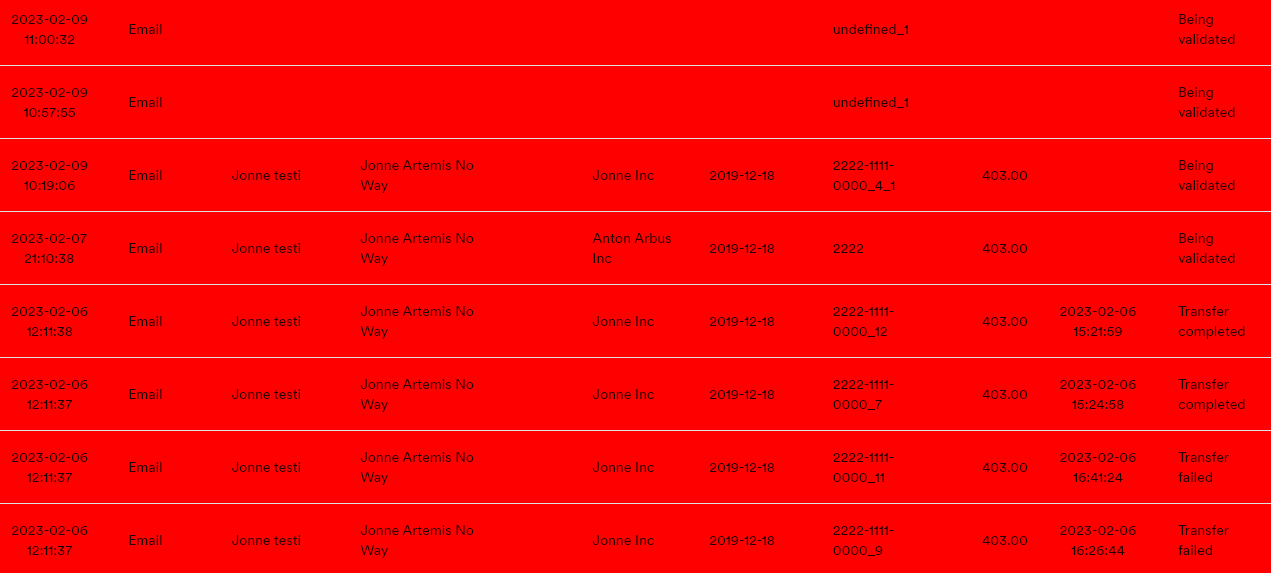 2023-02-09
11:00:32 Email undefined_1 Being
validated
2023-02-09
10:57:55 Email undefined_1 Being
validated
2023-02-09
10:19:06 Email Jonne testi Jonne Artemis No
Way Jonne Inc 2019-12-18 2222-1111-
0000_4_1 403.00 Being
validated
2023-02-07
21:10:38 Email Jonne testi Jonne Artemis No
Way Anton Arbus
Inc 2019-12-18 2222 403.00 Being
validated
2023-02-06
12:11:38 Email Jonne testi Jonne Artemis No
Way Jonne Inc 2019-12-18 2222-1111-
0000_12 403.00 2023-02-06
15:21:59 Transfer
completed
2023-02-06
12:11:37 Email Jonne testi Jonne Artemis No
Way Jonne Inc 2019-12-18 2222-1111-
0000_7 403.00 2023-02-06
15:24:58 Transfer
completed
2023-02-06
12:11:37 Email Jonne testi Jonne Artemis No
Way Jonne Inc 2019-12-18 2222-1111-
0000_11 403.00 2023-02-06
16:41:24 Transfer
failed
2023-02-06
12:11:37 Email Jonne testi Jonne Artemis No
Way Jonne Inc 2019-12-18 2222-1111-
0000_9 403.00 2023-02-06
16:26:44 Transfer
failed